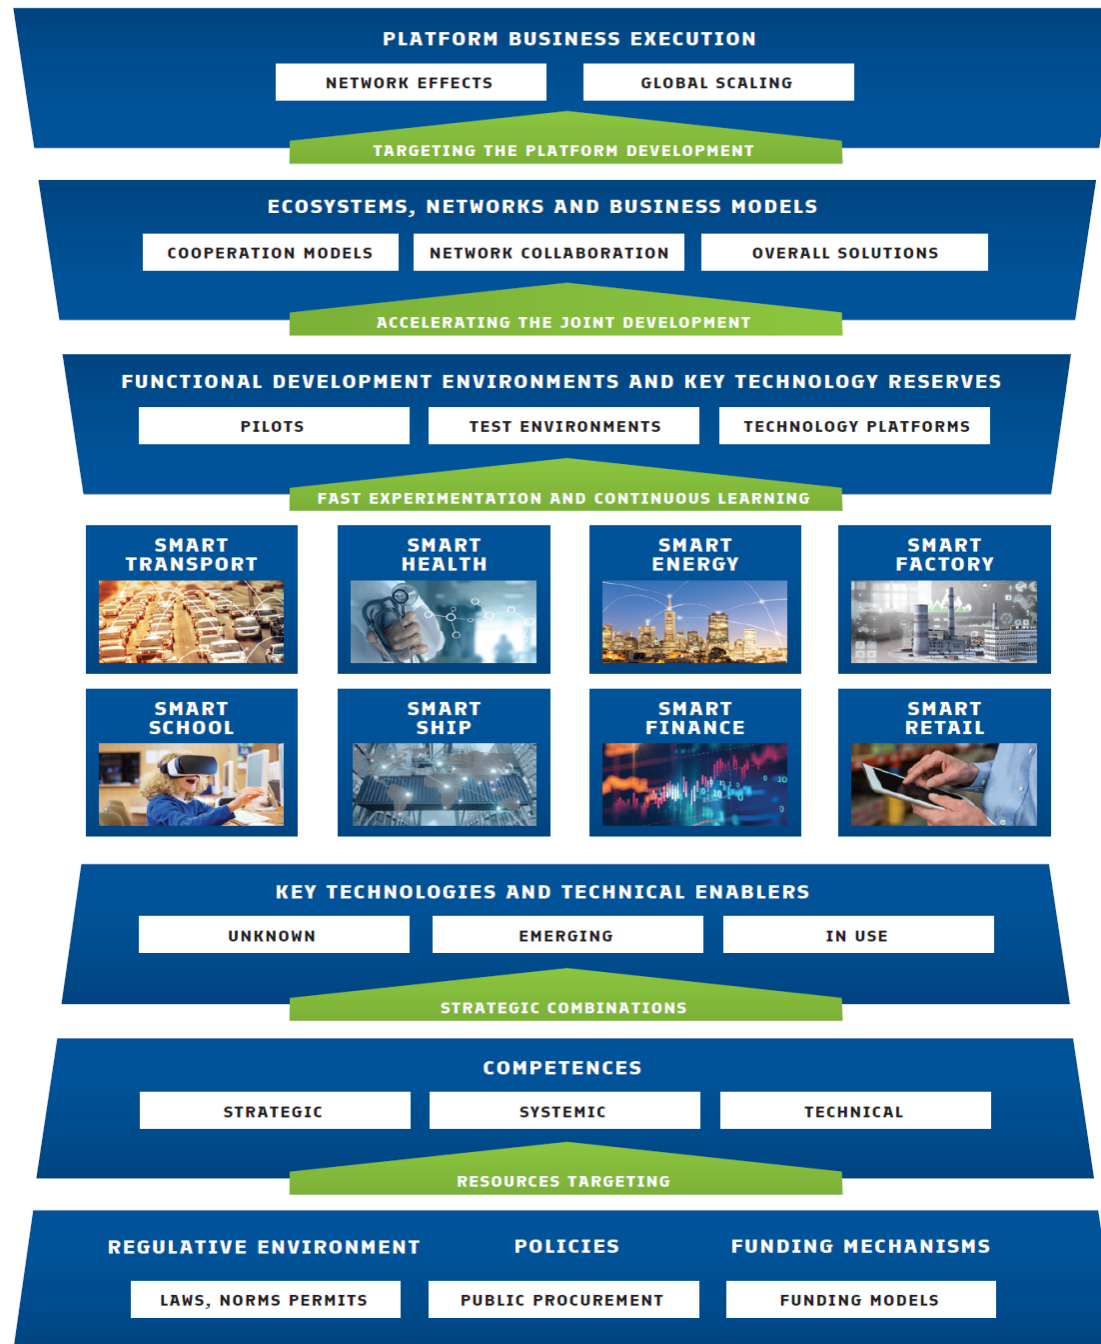 PLATFORM BUSINESS EXECUTION
NETWORK EFFECTS
GLOBAL SCALING
TARGETING THE PLATFORM DEVELOPMENT
ECOSYSTEMS, NETWORKS AND BUSINESS MODELS
COOPERATION MODELS
NETWORK COLLABORATION
OVERALL SOLUTIONS
ACCELERATING THE JOINT DEVELOPMENT
FUNCTIONAL DEVELOPMENT ENVIRONMENTS AND KEY TECHNOLOGY RESERVES
PILOTS
TEST ENVIRONMENTS
TECHNOLOGY PLATFORMS
FAST EXPERIMENTATION AND CONTINUOUS LEARNING
SMART
TRANSPORT
SMART
HEALTH
SMART
ENERGY
SMART
FACTORY
SMART
SCHOOL
SMART
SHIP
SMART
FINANCE
SMART
RETAIL
KEY TECHNOLOGIES AND TECHNICAL ENABLERS
UNKNOWN
EMERGING
IN USE
STRATEGIC COMBINATIONS
COMPETENCES
STRATEGIC
SYSTEMIC
TECHNICAL
RESOURCES TARGETING
REGULATIVE ENVIRONMENT
POLICIES
FUNDING MECHANISMS
LAWS, NORMS PERMITS
PUBLIC PROCUREMENT
FUNDING MODELS